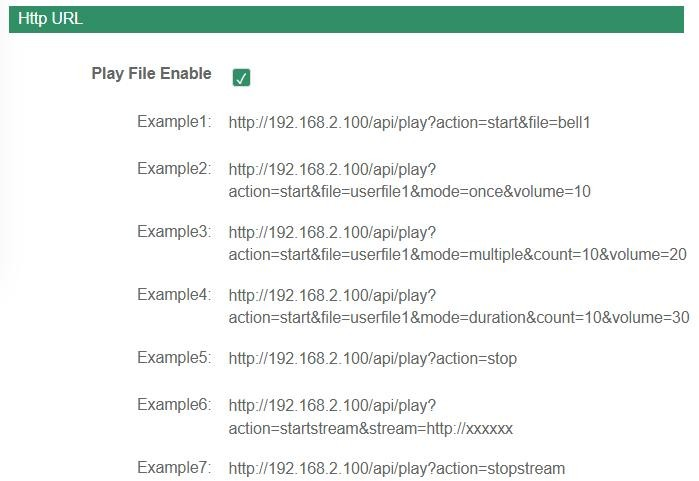 Http URL
Play File Enable
Example1: http://192.168.2.100/api/play?action=start&file=bell1
Example2: http://192.168.2.100/api/play?
action=start&file=userfile1&mode=once&volume=10
Example3: http://192.168.2.100/api/play?
action=start&file=userfile1&mode=multiple&count=10&volume=20
Example4: http://192.168.2.100/api/play?
action=start&file=userfile1&mode=duration&count=10&volume=30
Example5: http://192.168.2.100/api/play?action=stop
Example6: http://192.168.2.100/api/play?
action=startstream&stream=http://xxxxxx
Example7: http://192.168.2.100/api/play?action=stopstream